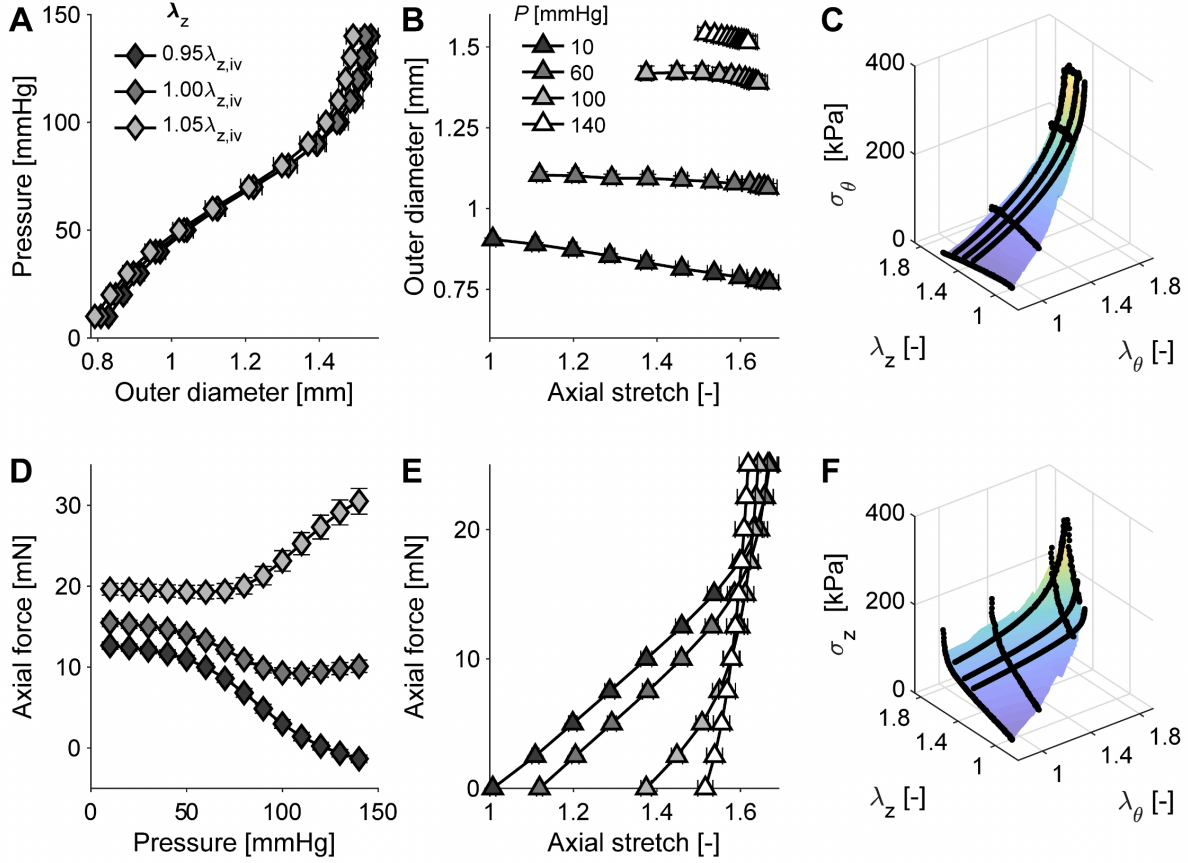 A
Pressure [mmHg]
150
100
50
0
0.8
1
1.2
1.4
Outer diameter [mm]
λz
0.95λz,iv
1.00λz,iv
1.05λz,iv
B
Outer diameter [mm]
1.5
1.25
1
0.75
1
1.2
1.4
1.6
Axial stretch [-]
P [mmHg]
10
60
100
140
C
σθ [kPa]
400
200
0
1.8
1.4
1
λz [-]
1
1.4
1.8
λθ [-]
D
Axial force [mN]
30
20
10
0
0
50
100
150
Pressure [mmHg]
E
Axial force [mN]
20
10
0
1
1.2
1.4
1.6
Axial stretch [-]
F
σz [kPa]
400
200
0
1.8
1.4
1
λz [-]
1
1.4
1.8
λθ [-]